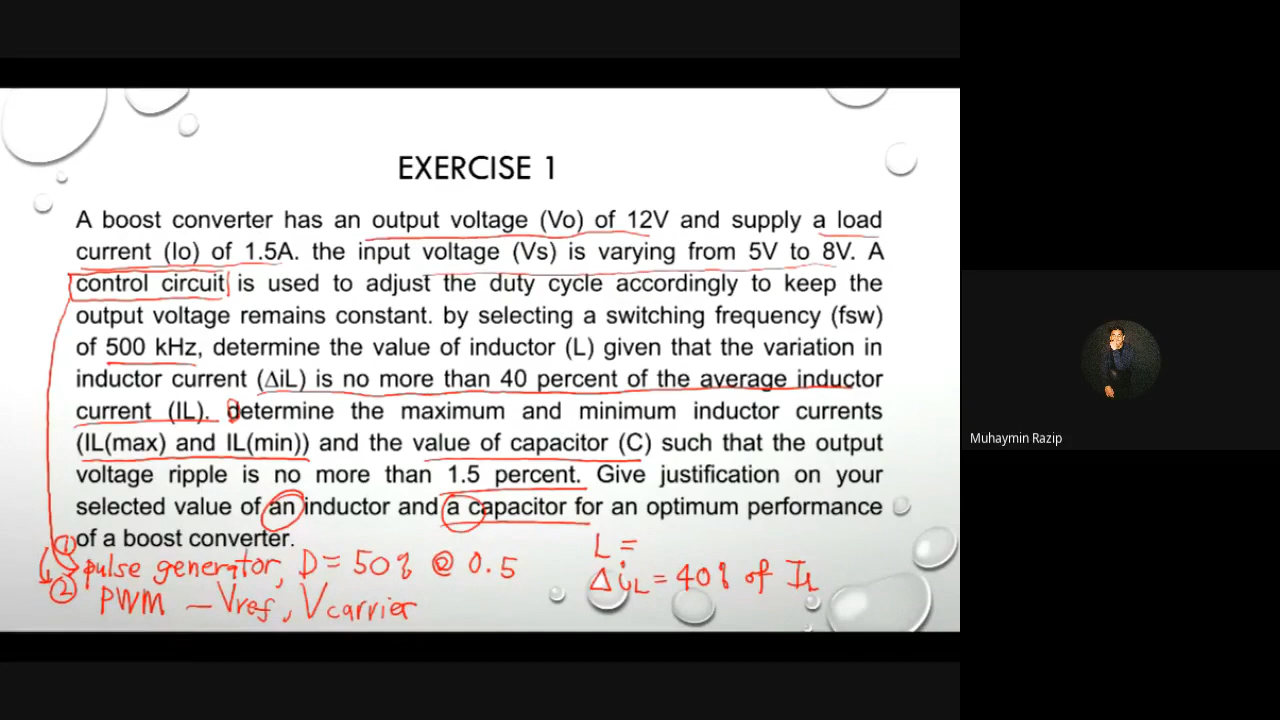 EXERCISE 1
A boost converter has an output voltage (Vo) of 12V and supply a load
current (Io) of 1.5A. the input voltage (Vs) is varying from 5V to 8V. A
control circuit is used to adjust the duty cycle accordingly to keep the
output voltage remains constant. by selecting a switching frequency (fsw)
of 500 kHz, determine the value of inductor (L) given that the variation in
inductor current (∆iL) is no more than 40 percent of the average inductor
current (IL). determine the maximum and minimum inductor currents
(IL(max) and IL(min)) and the value of capacitor (C) such that the output
voltage ripple is no more than 1.5 percent. Give justification on your
selected value of an inductor and a capacitor for an optimum performance
of a boost converter.
① pulse generator, D = 50% @ 0.5
② PWM – Vref, Vcarrier
L =
∆iL = 40% of IL
Muhaymin Razip